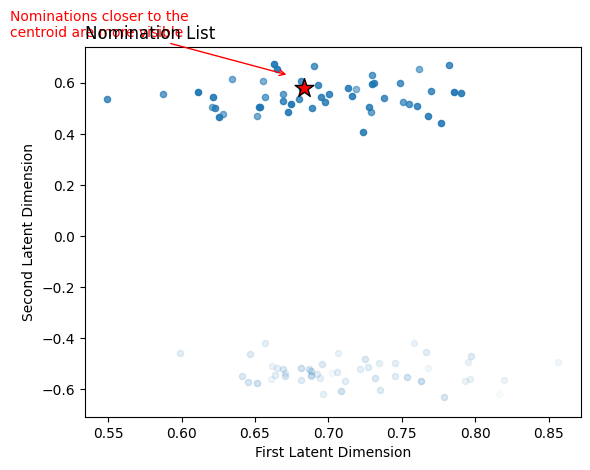 Nominations closer to the
centroid are more visible
Nomination List
Second Latent Dimension
0.6
0.4
0.2
0.0
−0.2
−0.4
−0.6
0.55 0.60 0.65 0.70 0.75 0.80 0.85
First Latent Dimension